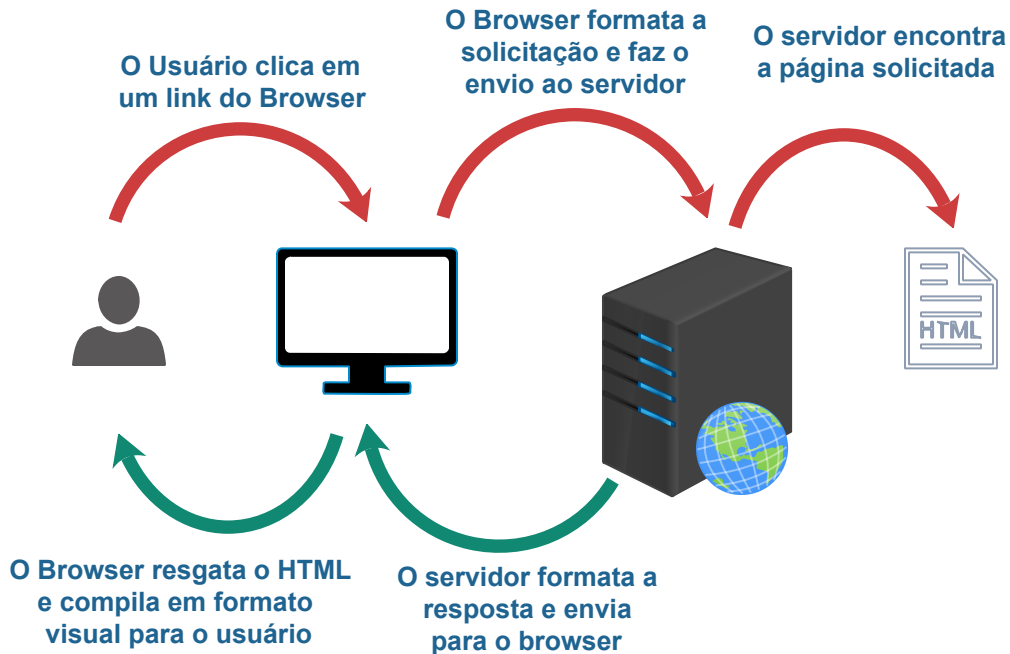 O Usuário clica em
um link do Browser
O Browser formata a
solicitação e faz o
envio ao servidor
O servidor encontra
a página solicitada
HTML
O Browser resgata o HTML
e compila em formato
visual para o usuário
O servidor formata a
resposta e envia
para o browser